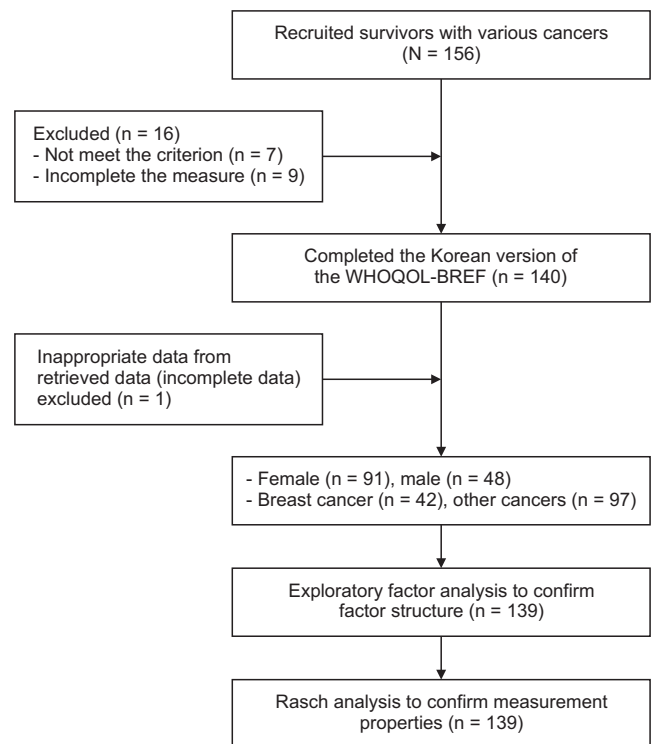 Recruited survivors with various cancers
(N = 156)
Excluded (n = 16)
- Not meet the criterion (n = 7)
- Incomplete the measure (n = 9)
Completed the Korean version of
the WHOQOL-BREF (n = 140)
Inappropriate data from
retrieved data (incomplete data)
excluded (n = 1)
- Female (n = 91), male (n = 48)
- Breast cancer (n = 42), other cancers (n = 97)
Exploratory factor analysis to confirm
factor structure (n = 139)
Rasch analysis to confirm measurement
properties (n = 139)